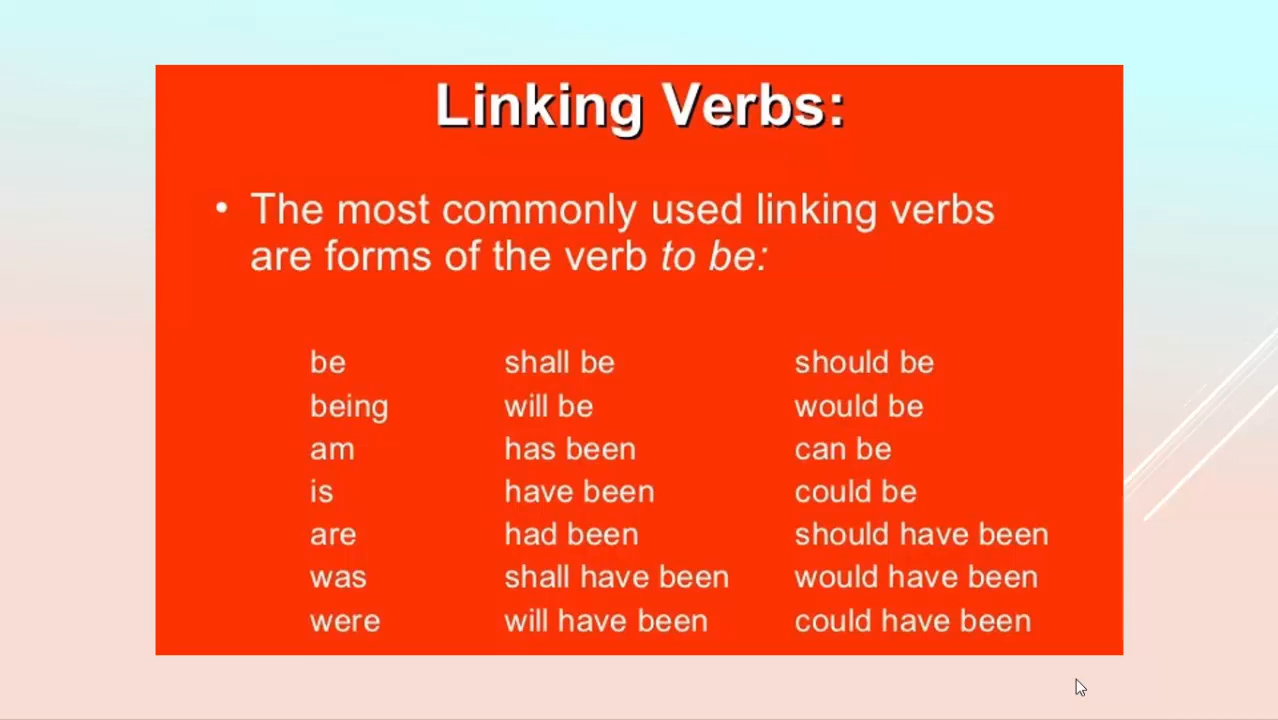 Linking Verbs:
• The most commonly used linking verbs
are forms of the verb to be:
be shall be should be
being will be would be
am has been can be
is have been could be
are had been should have been
was shall have been would have been
were will have been could have been